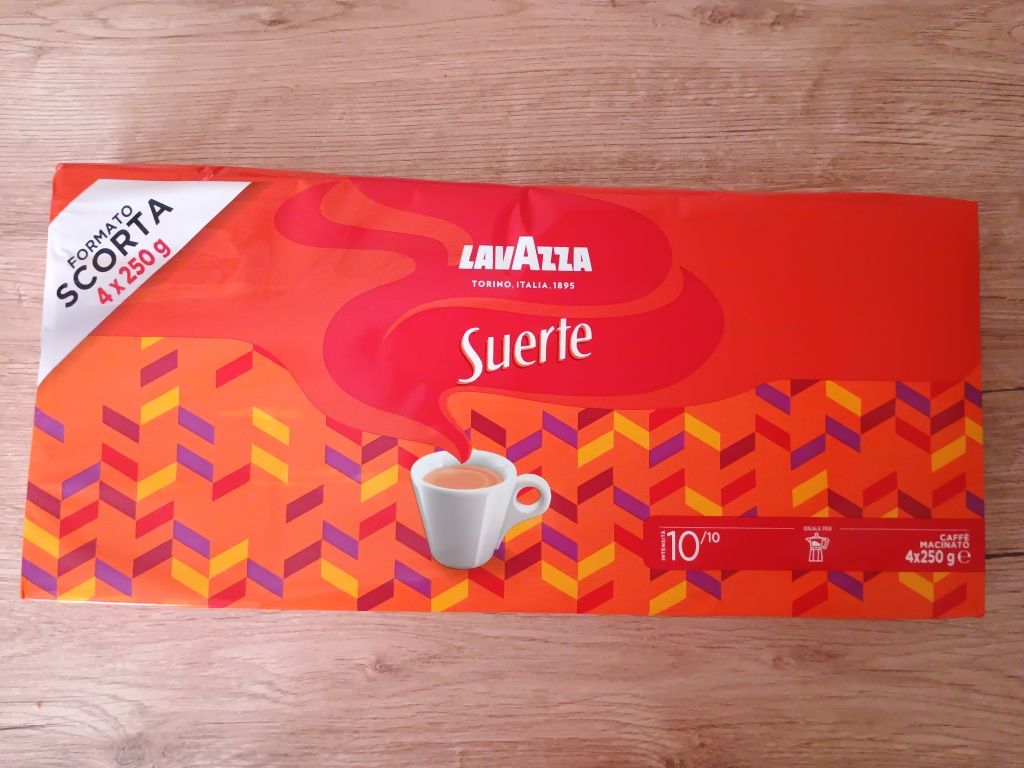 FORMATO
SCORTA
4 x 250 g
LAVAZZA
TORINO, ITALIA, 1895
Suerte
INTENSITÀ
10/10
IDEALE PER
CAFFÈ
MACINATO
4x250 g ℮